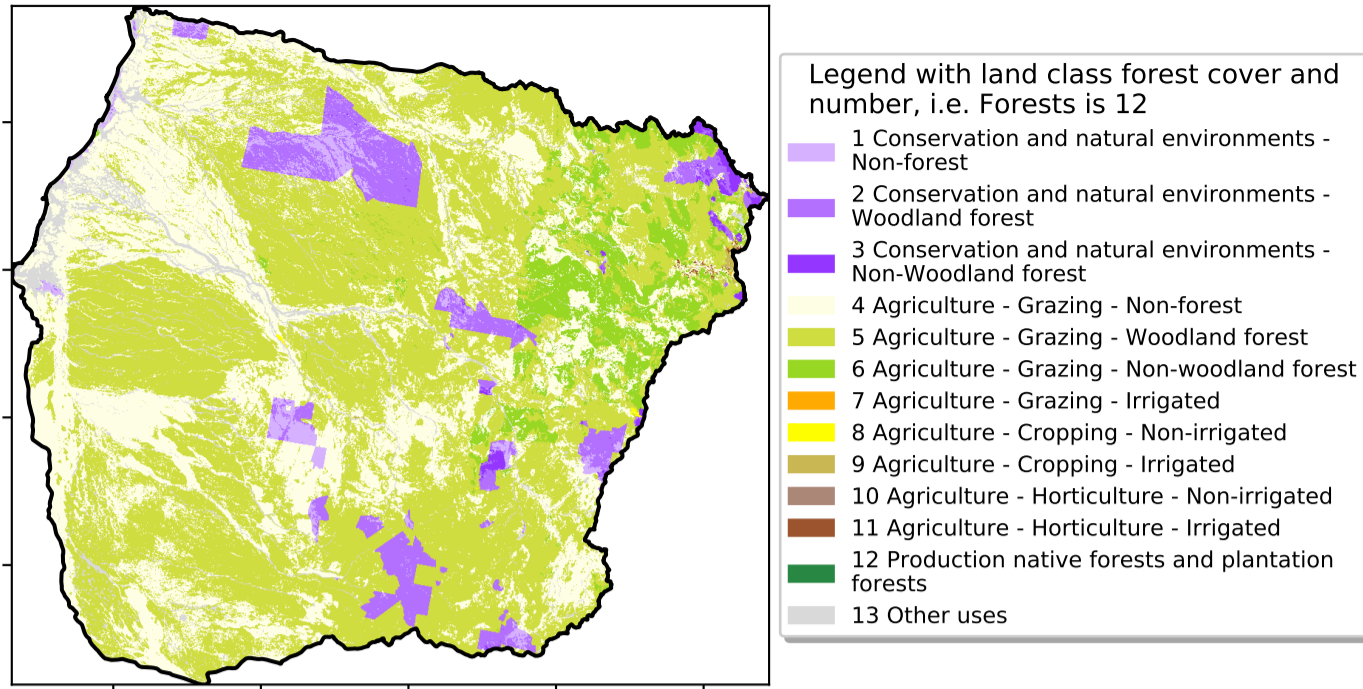 Legend with land class forest cover and
number, i.e. Forests is 12
1 Conservation and natural environments -
Non-forest
2 Conservation and natural environments -
Woodland forest
3 Conservation and natural environments -
Non-Woodland forest
4 Agriculture - Grazing - Non-forest
5 Agriculture - Grazing - Woodland forest
6 Agriculture - Grazing - Non-woodland forest
7 Agriculture - Grazing - Irrigated
8 Agriculture - Cropping - Non-irrigated
9 Agriculture - Cropping - Irrigated
10 Agriculture - Horticulture - Non-irrigated
11 Agriculture - Horticulture - Irrigated
12 Production native forests and plantation
forests
13 Other uses